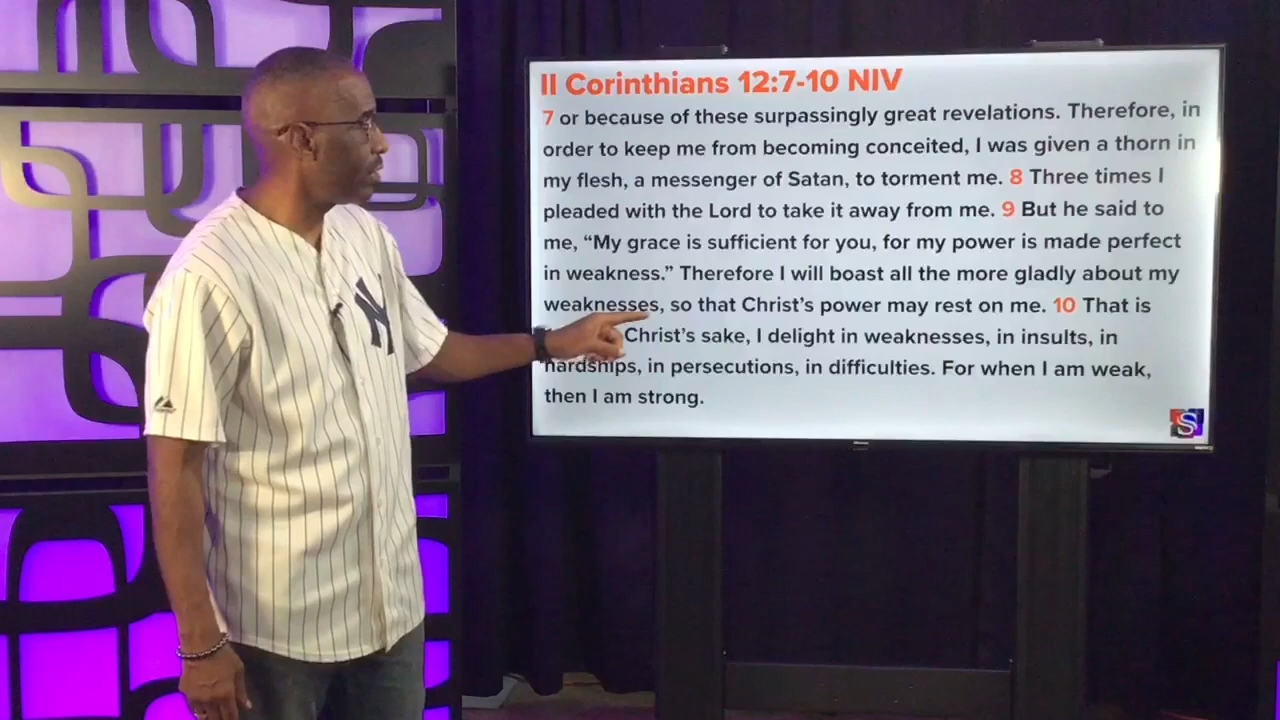 II Corinthians 12:7-10 NIV
7 or because of these surpassingly great revelations. Therefore, in
order to keep me from becoming conceited, I was given a thorn in
my flesh, a messenger of Satan, to torment me. 8 Three times I
pleaded with the Lord to take it away from me. 9 But he said to
me, “My grace is sufficient for you, for my power is made perfect
in weakness.” Therefore I will boast all the more gladly about my
weaknesses, so that Christ’s power may rest on me. 10 That is
Christ’s sake, I delight in weaknesses, in insults, in
hardships, in persecutions, in difficulties. For when I am weak,
then I am strong.
S
NY